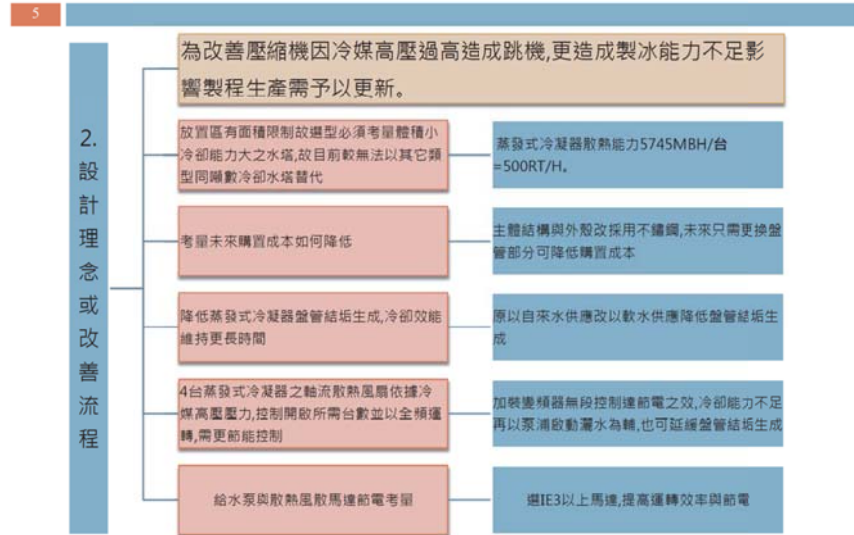 5
2.
設
計
理
念
或
改
善
流
程
為改善壓縮機因冷媒高壓過高造成跳機,更造成製冰能力不足影
響製程生產需予以更新。
放置區有面積限制故選型必須考量體積小
冷卻能力大之水塔,故目前較無法以其它類
型同噸數冷卻水塔替代
蒸發式冷凝器散熱能力5745MBH/台
=500RT/H。
考量未來購置成本如何降低
主體結構與外殼改採用不鏽鋼,未來只需更換盤
管部分可降低購置成本
降低蒸發式冷凝器盤管結垢生成,冷卻效能
維持更長時間
原以自來水供應改以軟水供應降低盤管結垢生
成
4台蒸發式冷凝器之軸流散熱風扇依據冷
媒高壓壓力,控制開啟所需台數並以全頻運
轉,需更節能控制
加裝變頻器無段控制達節電之效,冷卻能力不足
再以泵浦啟動灑水為輔,也可延緩盤管結垢生成
給水泵與散熱風散馬達節電考量
選IE3以上馬達,提高運轉效率與節電